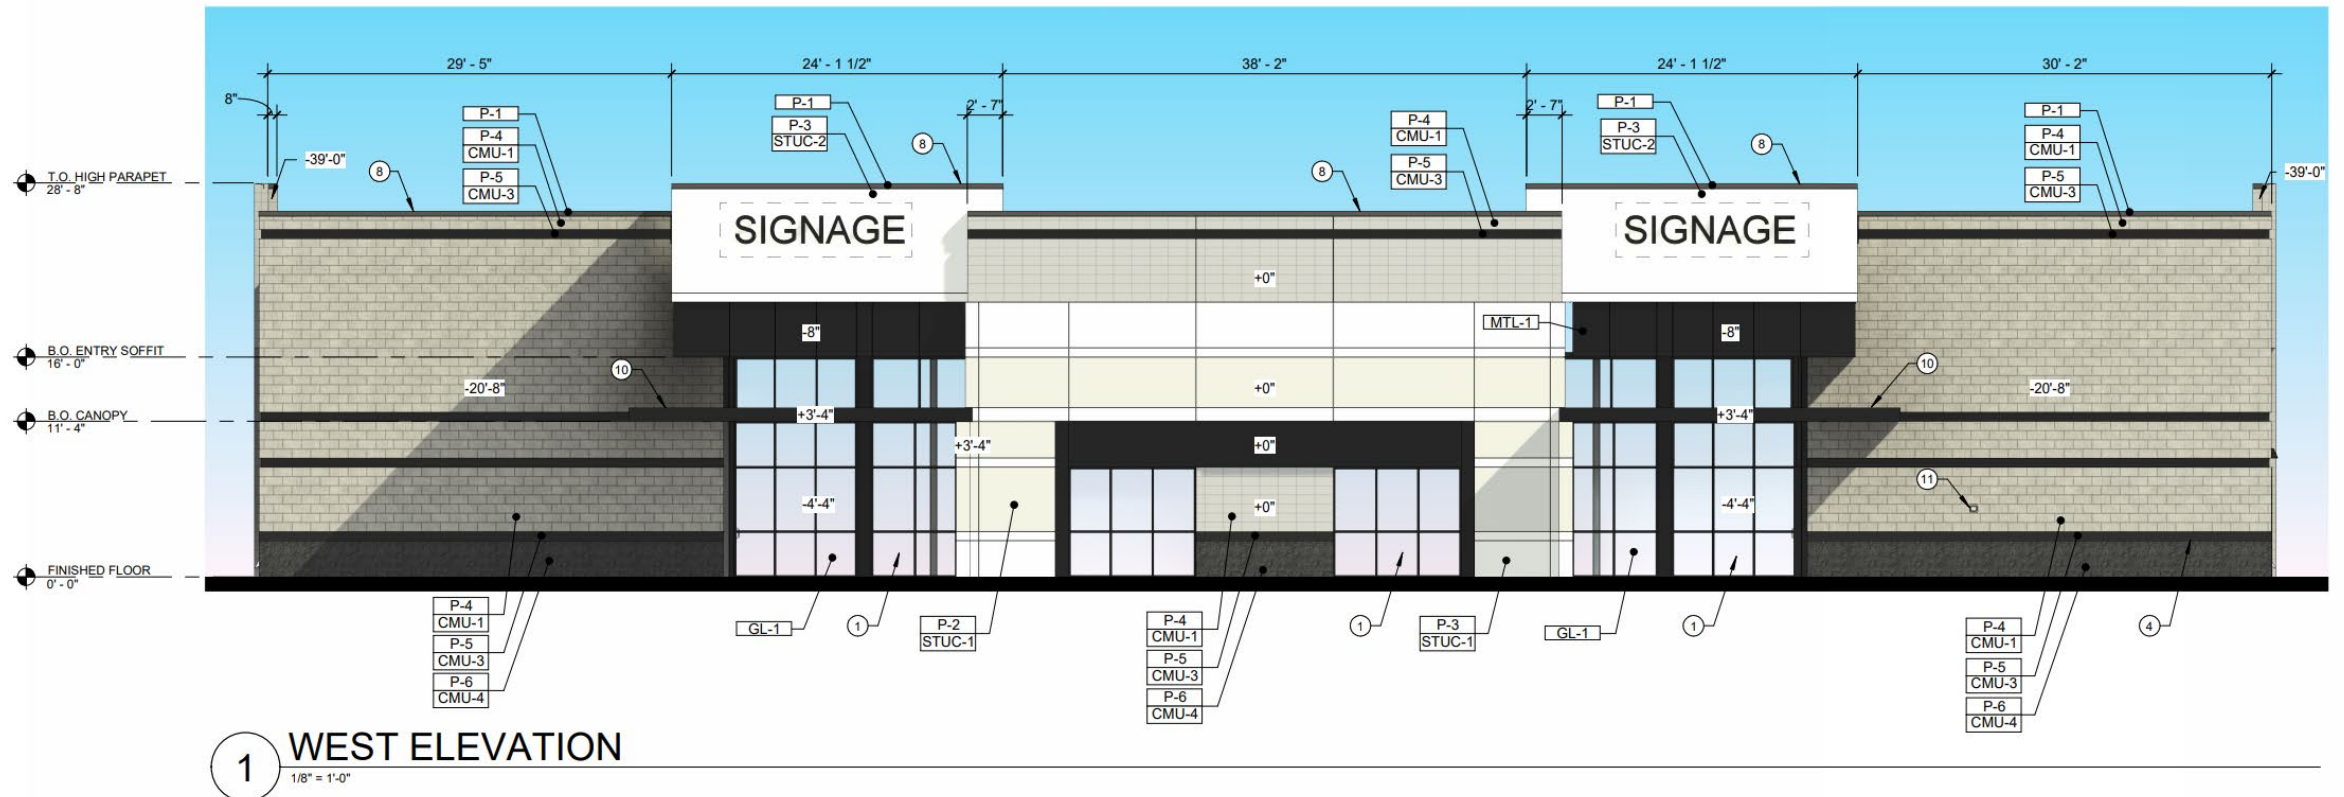 29' - 5"
24' - 1 1/2"
38' - 2"
24' - 1 1/2"
30' - 2"
8"
P-1
P-4
CMU-1
P-5
CMU-3
-39'-0"
8
P-1
P-3
STUC-2
8
2' - 7"
8
P-4
CMU-1
P-5
CMU-3
2' - 7"
P-1
P-3
STUC-2
8
P-1
P-4
CMU-1
P-5
CMU-3
-39'-0"
T.O. HIGH PARAPET
28' - 8"
SIGNAGE
SIGNAGE
+0"
-8"
MTL-1
-8"
B.O. ENTRY SOFFIT
16' - 0"
10
10
-20'-8"
+0"
-20'-8"
B.O. CANOPY
11' - 4"
+3'-4"
+3'-4"
+3'-4"
+0"
11
-4'-4"
+0"
-4'-4"
FINISHED FLOOR
0' - 0"
P-4
CMU-1
P-5
CMU-3
P-6
CMU-4
GL-1
1
P-2
STUC-1
P-4
CMU-1
P-5
CMU-3
P-6
CMU-4
1
P-3
STUC-1
GL-1
1
P-4
CMU-1
P-5
CMU-3
P-6
CMU-4
4
1
WEST ELEVATION
1/8" = 1'-0"